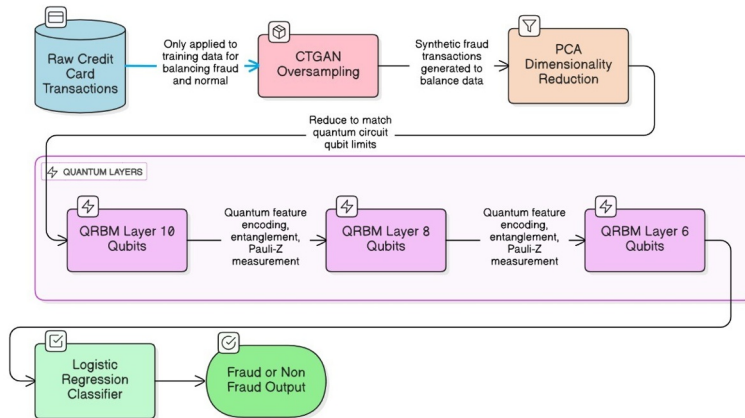 Raw Credit
Card
Transactions
Only applied to
training data for
balancing fraud
and normal
CTGAN
Oversampling
Synthetic fraud
transactions
generated to
balance data
PCA
Dimensionality
Reduction
Reduce to match
quantum circuit
qubit limits
QUANTUM LAYERS
QRBM Layer 10
Qubits
Quantum feature
encoding,
entanglement,
Pauli-Z
measurement
QRBM Layer 8
Qubits
Quantum feature
encoding,
entanglement,
Pauli-Z
measurement
QRBM Layer 6
Qubits
Logistic
Regression
Classifier
Fraud or Non
Fraud Output